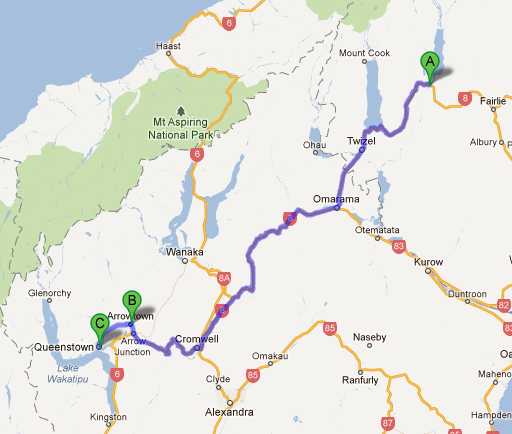 6
Haast
Mount Cook
A
8
Fairlie
Mt Aspiring
National Park
6
Albury
Ohau
Twizel
Omarama
Otematata
83
Wanaka
8A
Kurow
Duntroon
Glenorchy
B
Arrowtown
C
Queenstown
Arrow
Junction
Cromwell
85
Naseby
Lake
Wakatipu
6
Omakau
Clyde
85
Ranfurly
Alexandra
Kingston
87
Maheno
Hampden